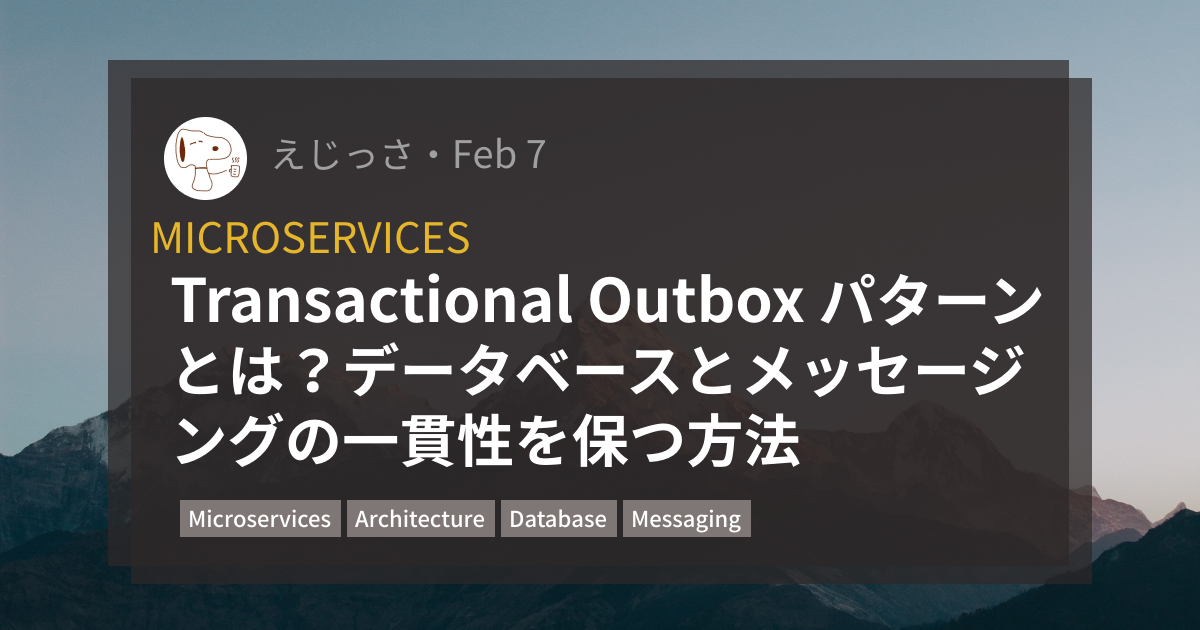 えじっさ・Feb 7
MICROSERVICES
Transactional Outbox パターン
とは？データベースとメッセージ
ングの一貫性を保つ方法
Microservices Architecture Database Messaging